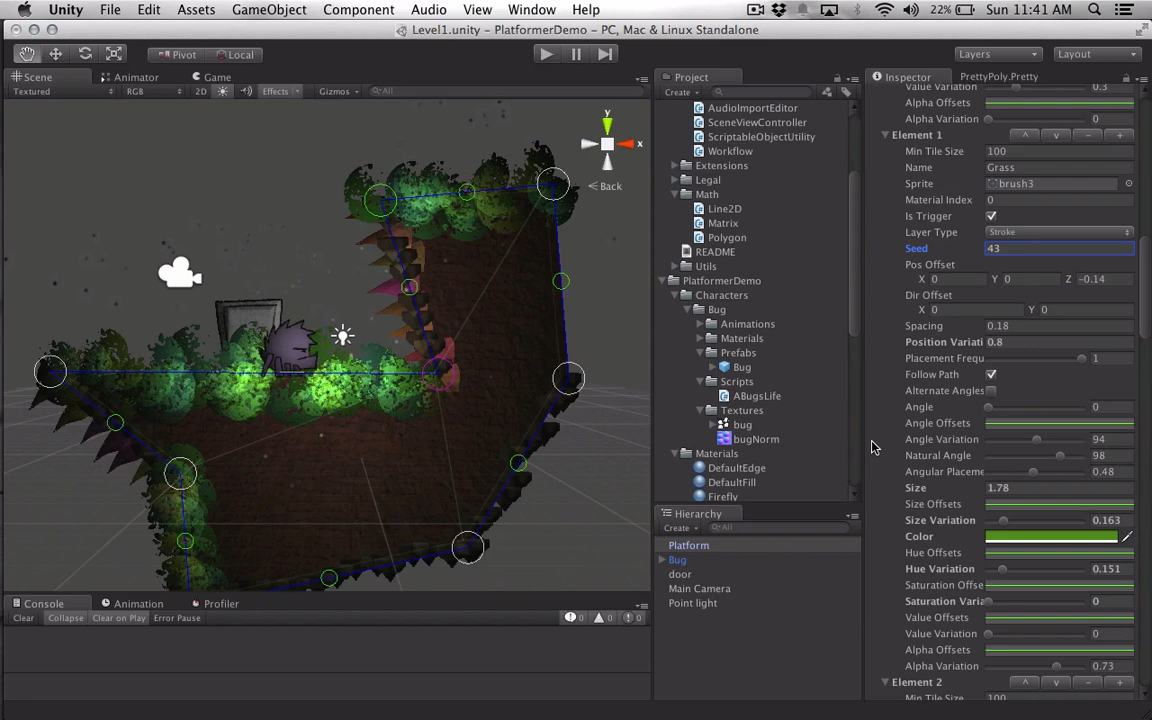 Unity File Edit Assets GameObject Component Audio View Window Help 22% Sun 11:41 AM
Level1.unity - PlatformerDemo - PC, Mac & Linux Standalone
Pivot Local Layers Layout
Scene Animator Game
Textured RGB 2D Effects Gizmos All
y
x
Back
Project
Create
AudioImportEditor
SceneViewController
ScriptableObjectUtility
Workflow
Extensions
Legal
Math
Line2D
Matrix
Polygon
README
Utils
PlatformerDemo
Characters
Bug
Animations
Materials
Prefabs
Bug
Scripts
ABugsLife
Textures
bug
bugNorm
Materials
DefaultEdge
DefaultFill
Firefly
Hierarchy
Create All
Platform
Bug
door
Main Camera
Point light
Console Animation Profiler
Clear Collapse Clear on Play Error Pause 0 0 0
Inspector PrettyPoly.Pretty
Value Variation 0.3
Alpha Offsets
Alpha Variation 0
Element 1 ^ v - +
Min Tile Size 100
Name Grass
Sprite brush3
Material Index 0
Is Trigger
Layer Type Stroke
Seed 43
Pos Offset
X 0 Y 0 Z -0.14
Dir Offset
X 0 Y 0
Spacing 0.18
Position Variati 0.8
Placement Frequ 1
Follow Path
Alternate Angles
Angle 0
Angle Offsets
Angle Variation 94
Natural Angle 98
Angular Placeme 0.48
Size 1.78
Size Offsets
Size Variation 0.163
Color
Hue Offsets
Hue Variation 0.151
Saturation Offse
Saturation Varia 0
Value Offsets
Value Variation 0
Alpha Offsets
Alpha Variation 0.73
Element 2 ^ v - +
Min Tile Size 100